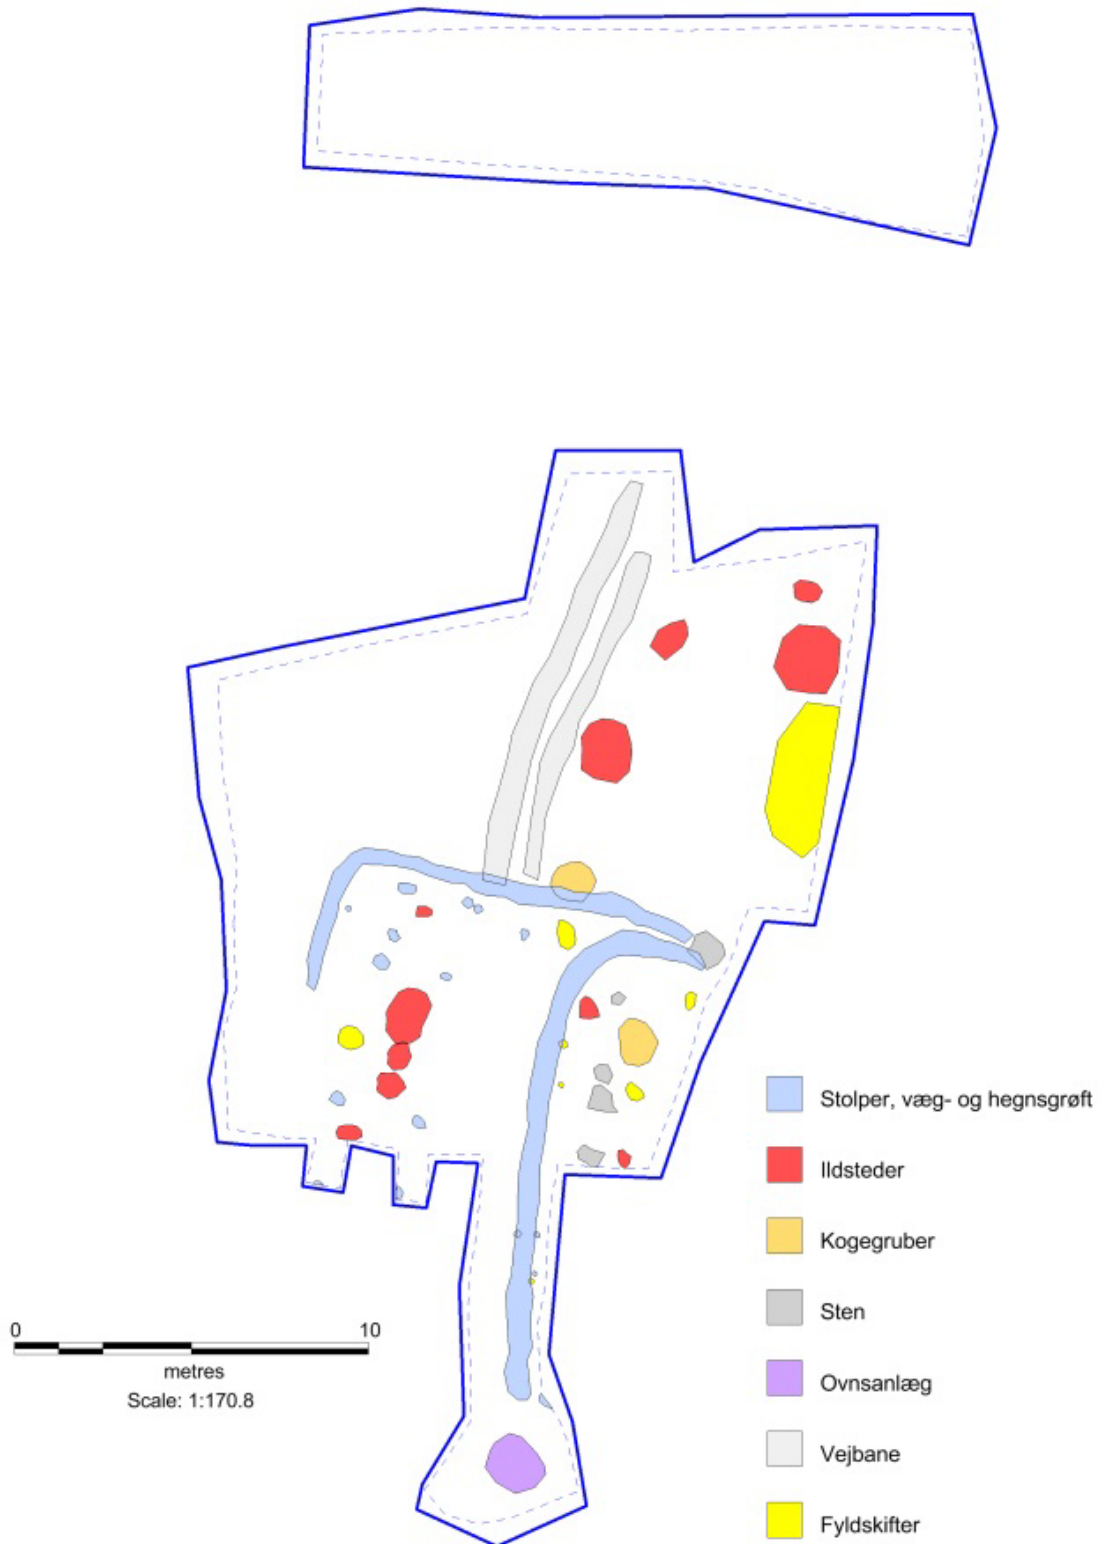 Stolper, væg- og hegnsgrøft
Ildsteder
Kogegruber
Sten
Ovnsanlæg
Vejbane
Fyldskifter
0 10
metres
Scale: 1:170.8